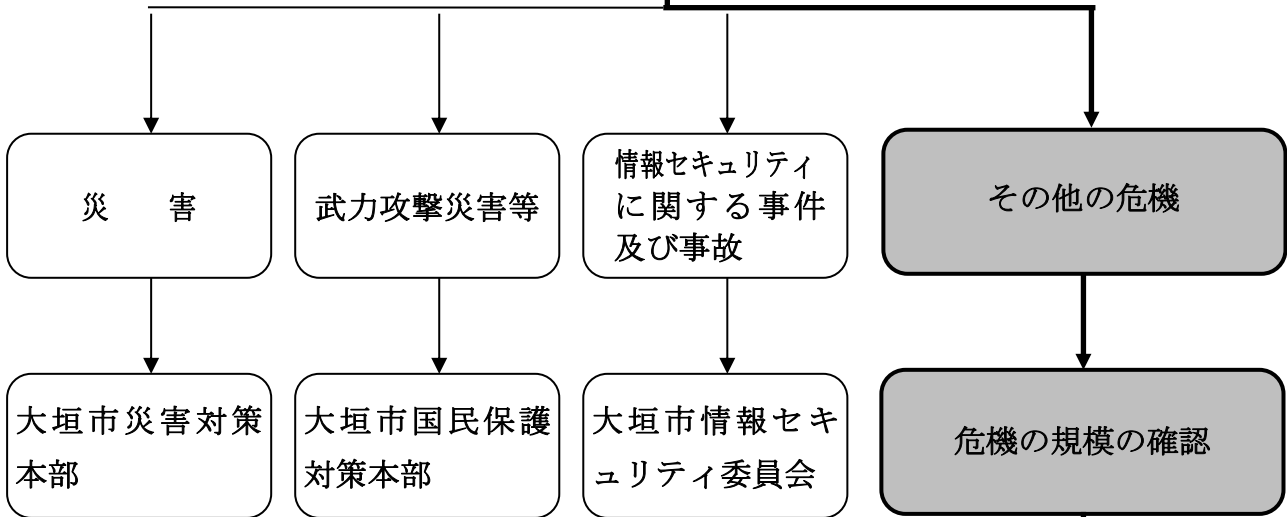 災　　害
武力攻撃災害等
情報セキュリティ
に関する事件
及び事故
その他の危機
大垣市災害対策
本部
大垣市国民保護
対策本部
大垣市情報セキ
ュリティ委員会
危機の規模の確認